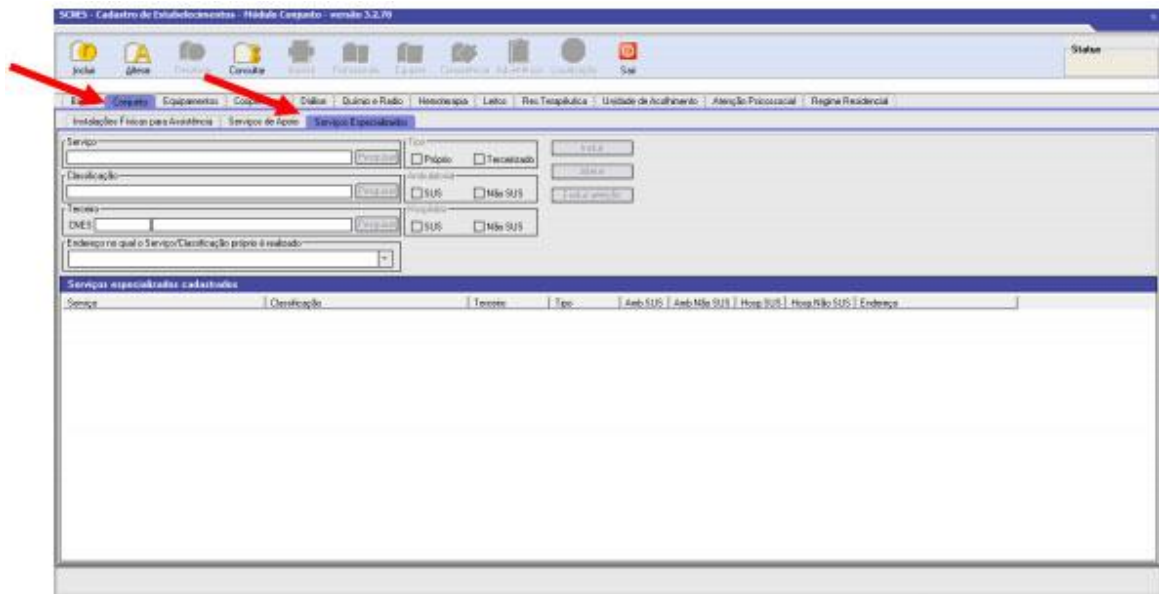 SCNES - Cadastro de Estabelecimentos - Módulo Conjunto - versão 3.2.70
Incluir Alterar Consultar Sair
Status
Conjunto Equipamentos Diálise Químio e Radio Hemoterapia Leitos Res.Terapêutica Unidade de Acolhimento Atenção Psicossocial Regime Residencial
Instalações Físicas para Assistência Serviços de Apoio Serviços Especializados
Serviço Tipo
Pesquisar Próprio Terceirizado
Classificação Ambulatorial
Pesquisar SUS Não SUS
Terceiro Hospitalar
CNES Pesquisar SUS Não SUS
Endereço no qual o Serviço/Classificação próprio é realizado
Serviços especializados cadastrados
Serviço Classificação Terceiro Tipo Amb SUS Amb Não SUS Hosp SUS Hosp Não SUS Endereço